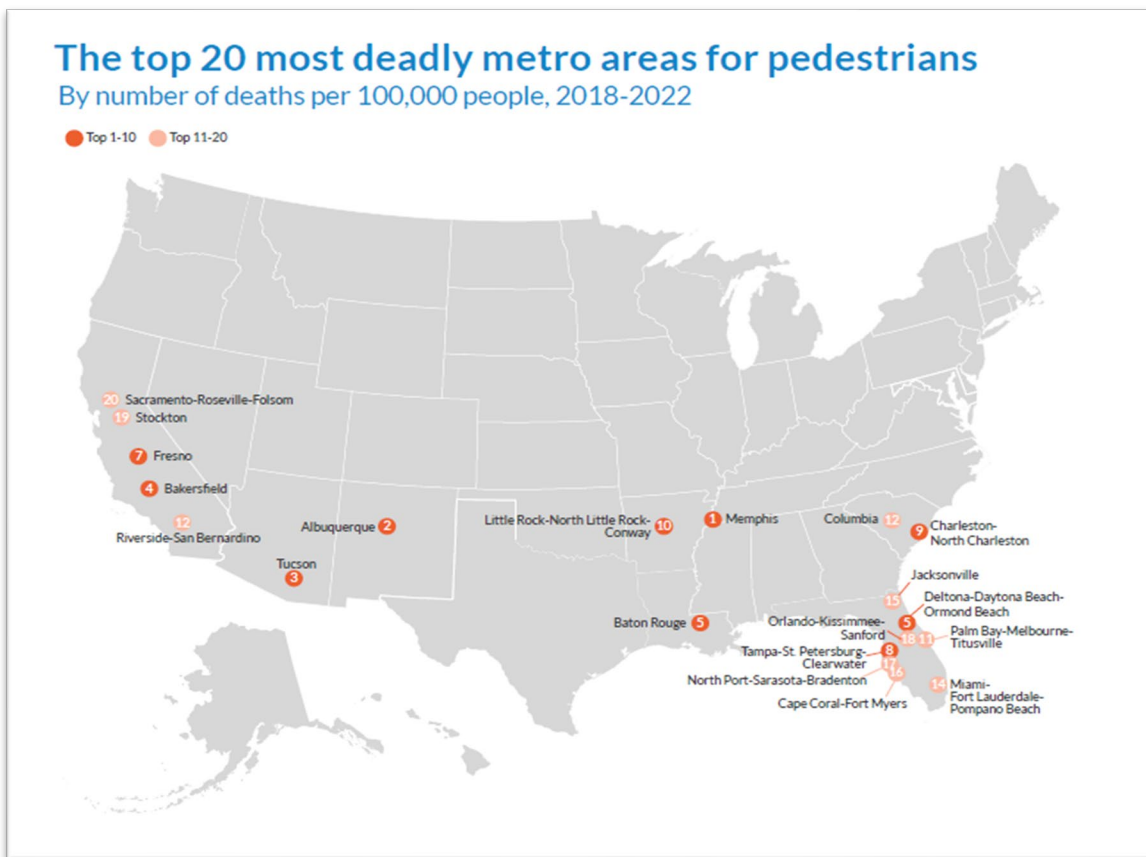 The top 20 most deadly metro areas for pedestrians
By number of deaths per 100,000 people, 2018-2022
Top 1-10
Top 11-20
20 Sacramento-Roseville-Folsom
19 Stockton
7 Fresno
4 Bakersfield
12
Riverside-San Bernardino
Albuquerque 2
Tucson
3
Little Rock-North Little Rock-
Conway
10
1 Memphis
Columbia 12
9 Charleston-
North Charleston
Jacksonville
15
Deltona-Daytona Beach-
Ormond Beach
5
Baton Rouge 5
Orlando-Kissimmee-
Sanford
18
11
Palm Bay-Melbourne-
Titusville
Tampa-St. Petersburg-
Clearwater
8
17
North Port-Sarasota-Bradenton
16
Cape Coral-Fort Myers
14 Miami-
Fort Lauderdale-
Pompano Beach